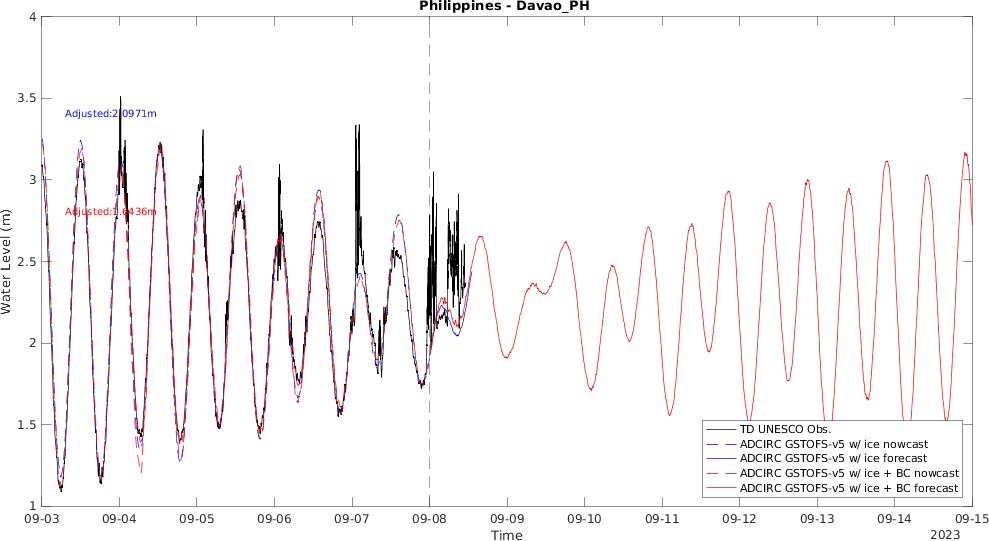 Philippines - Davao_PH
4
3.5
3
2.5
2
1.5
1
Water Level (m)
Adjusted:2.0971m
Adjusted:1.6436m
TD UNESCO Obs.
ADCIRC GSTOFS-v5 w/ ice nowcast
ADCIRC GSTOFS-v5 w/ ice forecast
ADCIRC GSTOFS-v5 w/ ice + BC nowcast
ADCIRC GSTOFS-v5 w/ ice + BC forecast
09-03 09-04 09-05 09-06 09-07 09-08 09-09 09-10 09-11 09-12 09-13 09-14 09-15
Time
2023